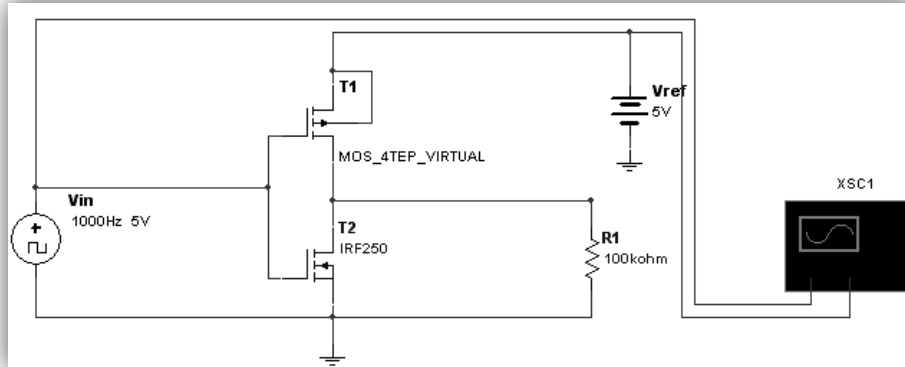 T1
Vref
5V
MOS_4TEP_VIRTUAL
XSC1
Vin
1000Hz 5V
T2
IRF250
R1
100kohm